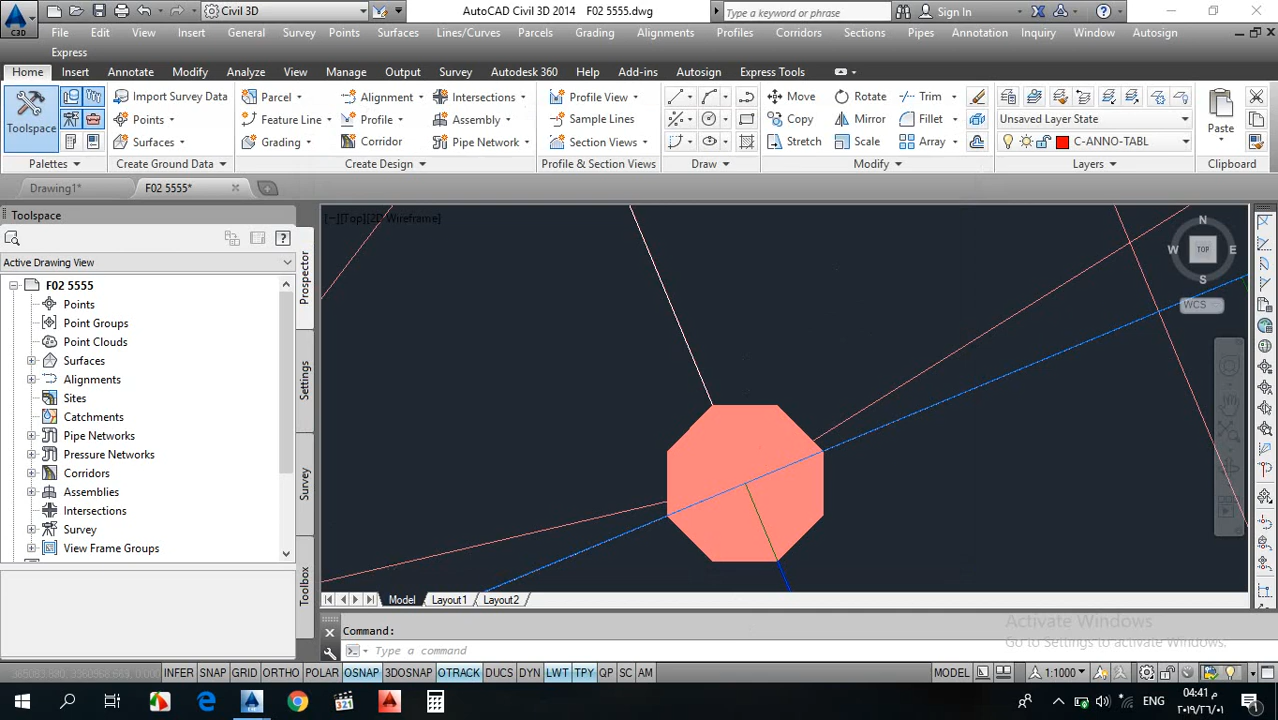 Civil 3D
AutoCAD Civil 3D 2014 F02 5555.dwg
Type a keyword or phrase
Sign In
C3D
File Edit View Insert General Survey Points Surfaces Lines/Curves Parcels Grading Alignments Profiles Corridors Sections Pipes Annotation Inquiry Window Autosign
Express
Home Insert Annotate Modify Analyze View Manage Output Survey Autodesk 360 Help Add-ins Autosign Express Tools
Import Survey Data Parcel Alignment Intersections Profile View Move Rotate Trim
Toolspace Points Feature Line Profile Assembly Sample Lines Copy Mirror Fillet Unsaved Layer State Paste
Surfaces Grading Corridor Pipe Network Section Views Stretch Scale Array C-ANNO-TABL
Palettes Create Ground Data Create Design Profile & Section Views Draw Modify Layers Clipboard
Drawing1* F02 5555*
Toolspace
[−][Top][2D Wireframe]
Active Drawing View
Prospector
Settings
Survey
Toolbox
F02 5555
Points
Point Groups
Point Clouds
Surfaces
Alignments
Sites
Catchments
Pipe Networks
Pressure Networks
Corridors
Assemblies
Intersections
Survey
View Frame Groups
N
W TOP E
S
WCS
Model Layout1 Layout2
Activate Windows
Go to Settings to activate Windows.
Command:
Type a command
INFER SNAP GRID ORTHO POLAR OSNAP 3DOSNAP OTRACK DUCS DYN LWT TPY QP SC AM MODEL 1:1000
321
ENG
04:41 م
٢٠١٩/٢٦/٠١
1